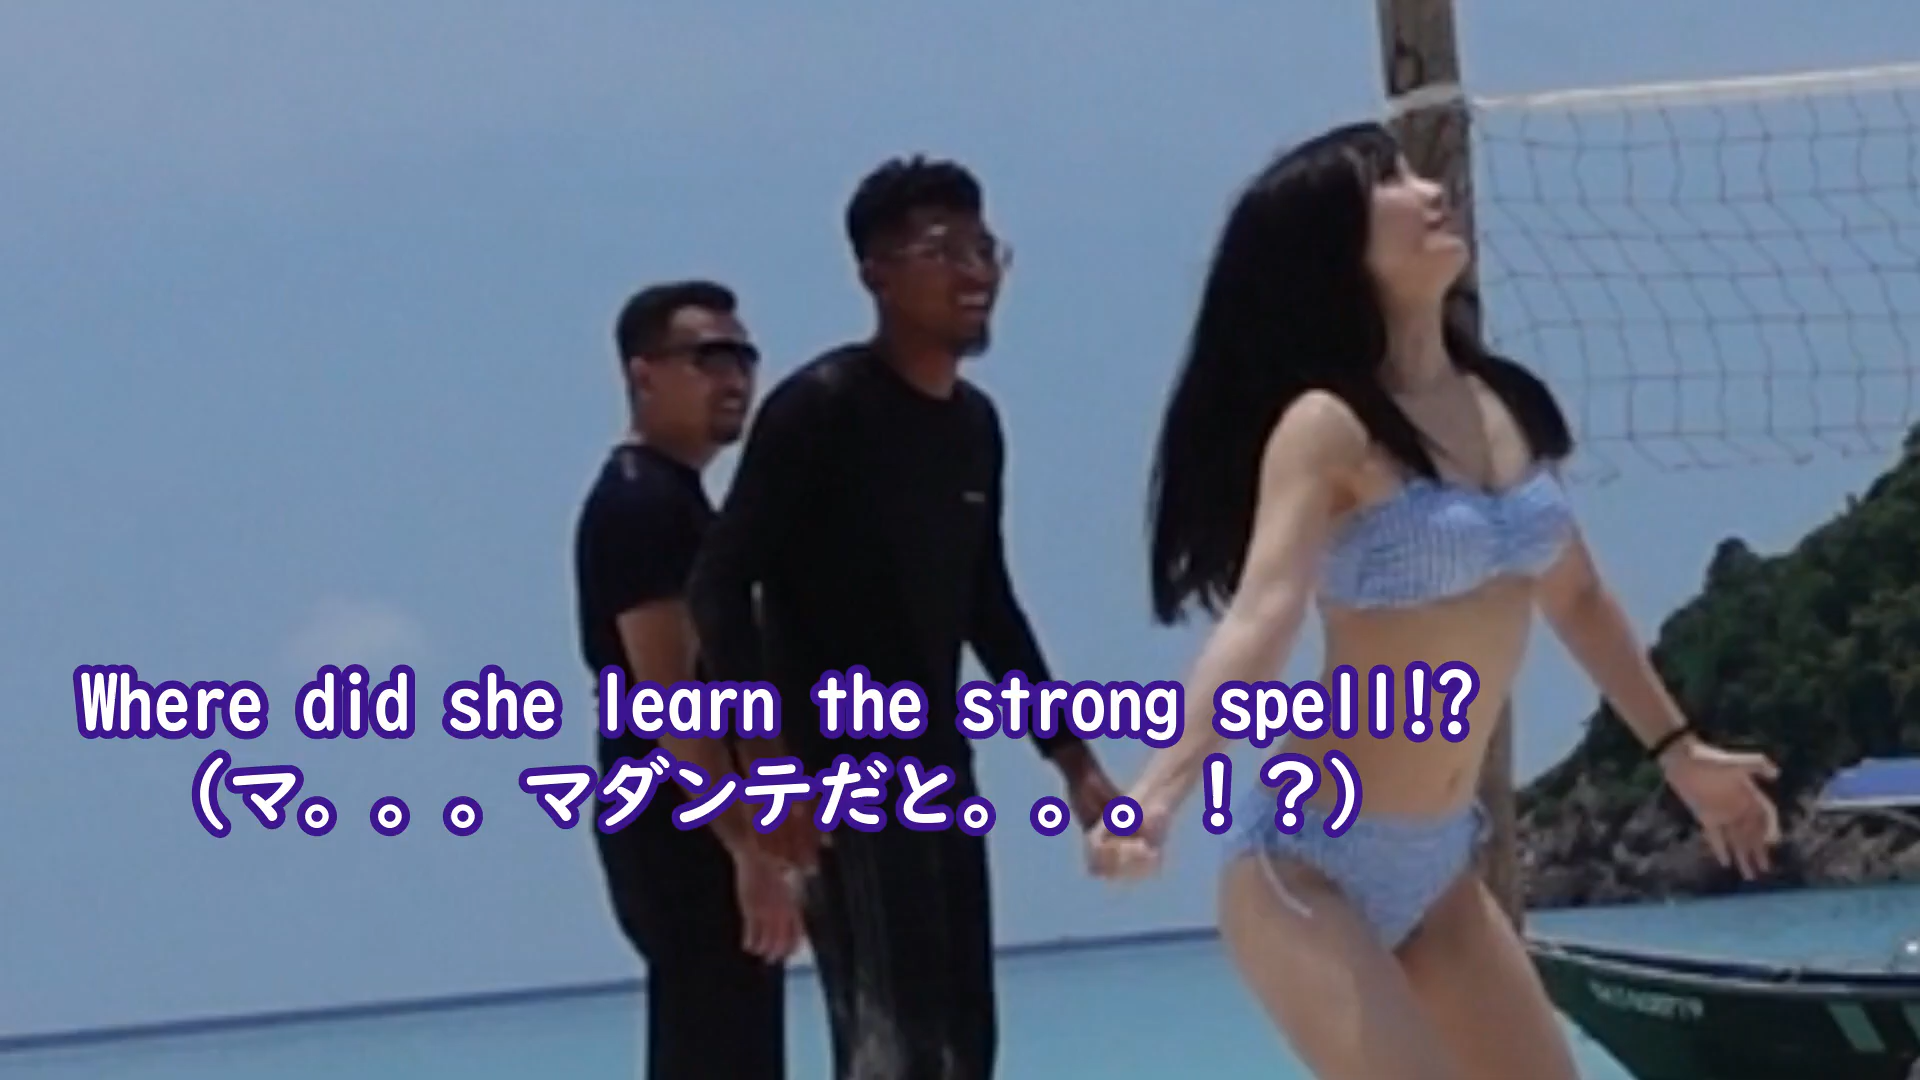 Where did she learn the strong spell!?
（マ。。。マダンテだと。。。！？）